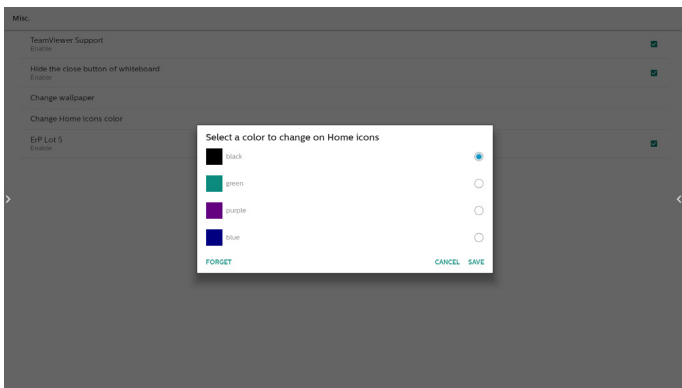 Misc.
TeamViewer Support
Enable
Hide the close button of whiteboard
Enable
Change wallpaper
Change Home icons color
ErP Lot 5
Enable
Select a color to change on Home icons
black
green
purple
blue
FORGET CANCEL SAVE